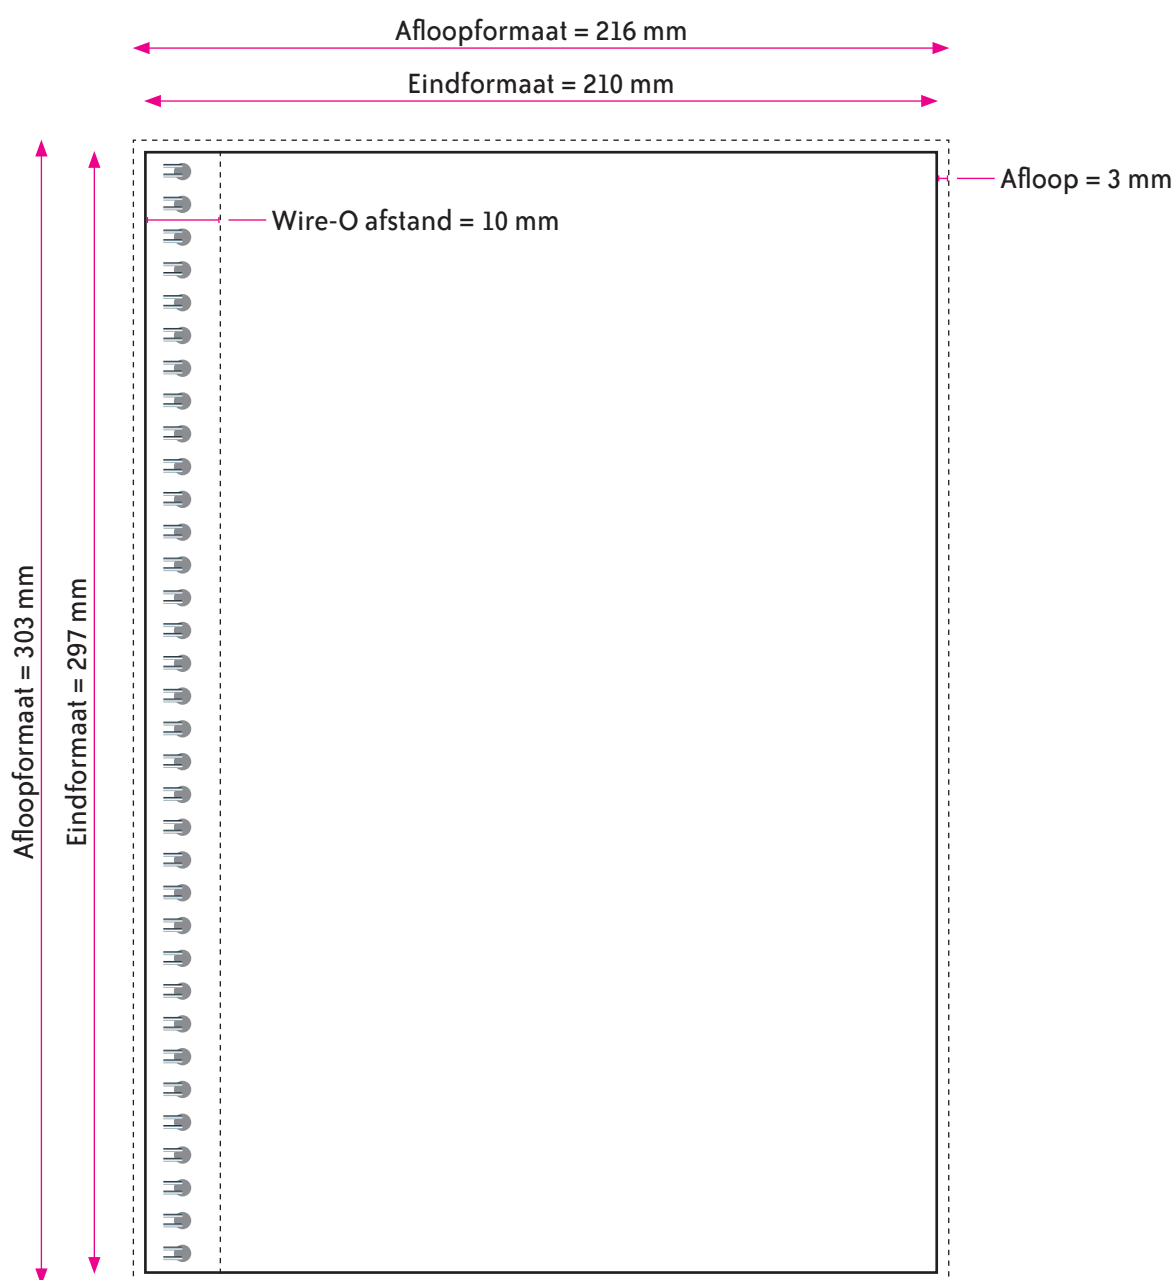 Afloopformaat = 216 mm
Eindformaat = 210 mm
Afloop = 3 mm
Wire-O afstand = 10 mm
Afloopformaat = 303 mm
Eindformaat = 297 mm